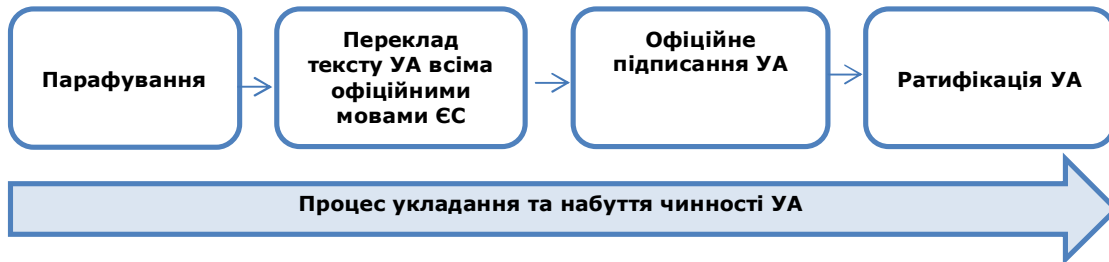 Парафування
Переклад
тексту УА всіма
офіційними
мовами ЄС
Офіційне
підписання УА
Ратифікація УА
Процес укладання та набуття чинності УА